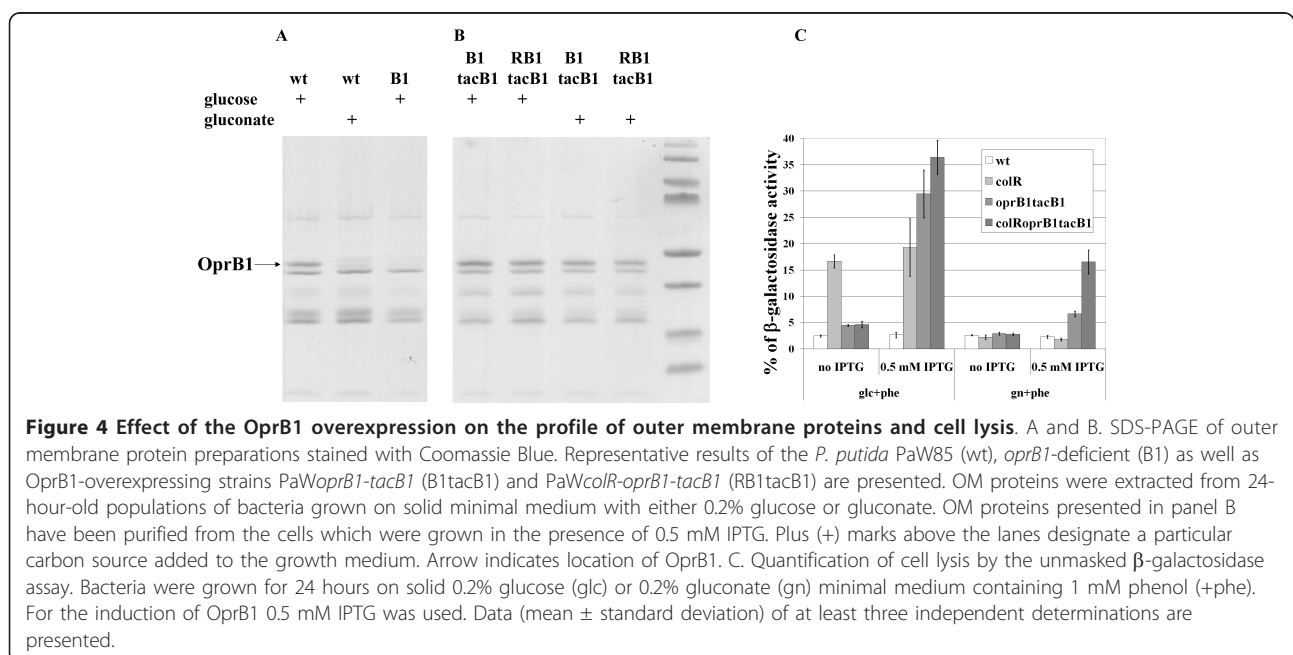 A
B
C
B1 RB1 B1 RB1
wt wt B1 tacB1 tacB1 tacB1 tacB1
glucose + + + +
gluconate + + +
OprB1
% of β-galactosidase activity
40
35
30
25
20
15
10
5
0
wt
colR
oprB1tacB1
colRoprB1tacB1
no IPTG 0.5 mM IPTG no IPTG 0.5 mM IPTG
glc+phe gn+phe
Figure 4 Effect of the OprB1 overexpression on the profile of outer membrane proteins and cell lysis. A and B. SDS-PAGE of outer
membrane protein preparations stained with Coomassie Blue. Representative results of the P. putida PaW85 (wt), oprB1-deficient (B1) as well as
OprB1-overexpressing strains PaWoprB1-tacB1 (B1tacB1) and PaWcolR-oprB1-tacB1 (RB1tacB1) are presented. OM proteins were extracted from 24-
hour-old populations of bacteria grown on solid minimal medium with either 0.2% glucose or gluconate. OM proteins presented in panel B
have been purified from the cells which were grown in the presence of 0.5 mM IPTG. Plus (+) marks above the lanes designate a particular
carbon source added to the growth medium. Arrow indicates location of OprB1. C. Quantification of cell lysis by the unmasked β-galactosidase
assay. Bacteria were grown for 24 hours on solid 0.2% glucose (glc) or 0.2% gluconate (gn) minimal medium containing 1 mM phenol (+phe).
For the induction of OprB1 0.5 mM IPTG was used. Data (mean ± standard deviation) of at least three independent determinations are
presented.